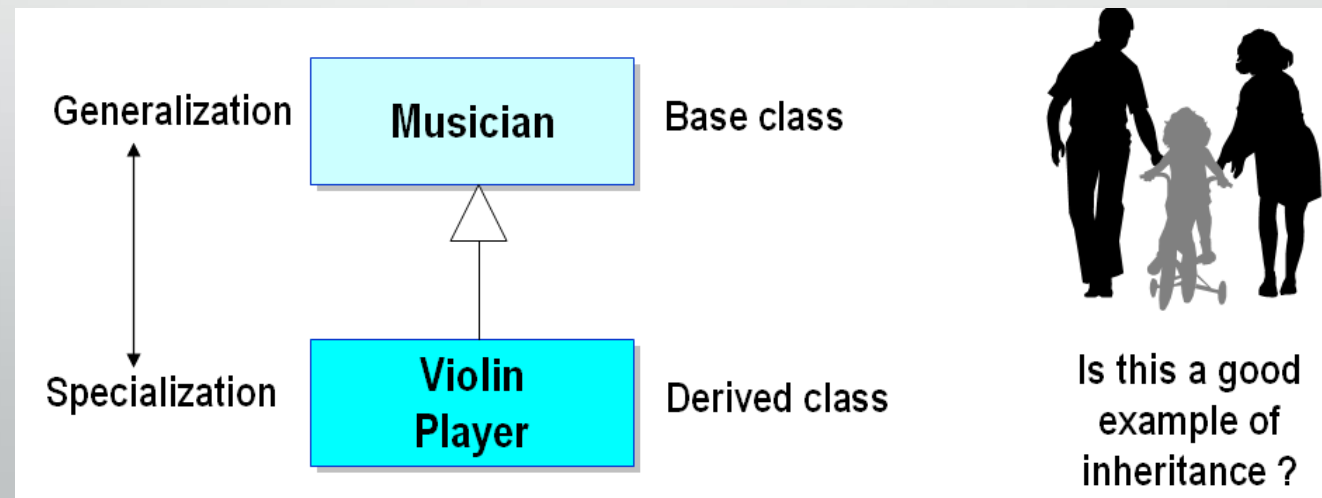 Generalization
Musician
Base class
Specialization
Violin
Player
Derived class
Is this a good
example of
inheritance ?